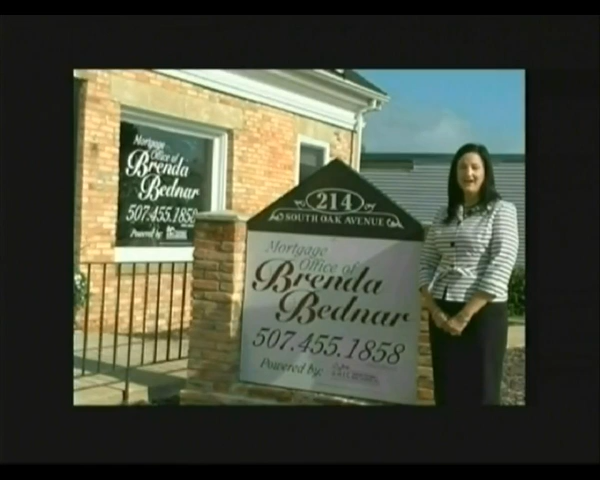 Mortgage
Office of
Brenda
Bednar
507.455.1858
Powered by:
214
SOUTH OAK AVENUE
Mortgage
Office of
Brenda
Bednar
507.455.1858
Powered by: